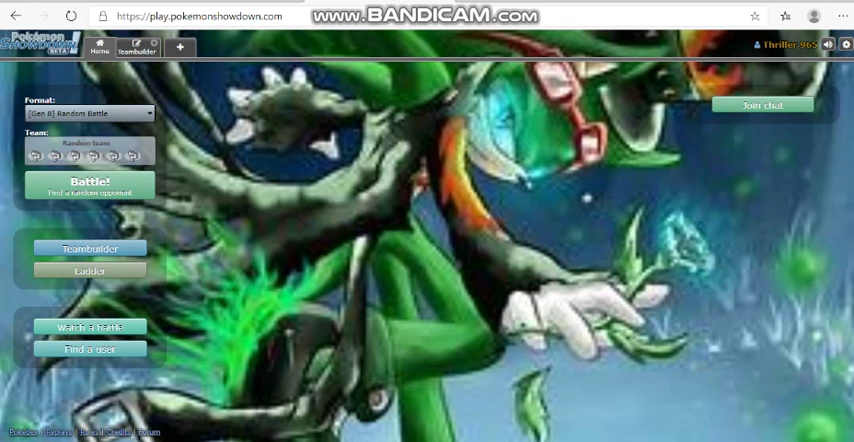 https://play.pokemonshowdown.com
www.BANDICAM.com
Pokémon
SHOWDOWN!
BETA
Home
Teambuilder
Thriller 965
Format:
[Gen 8] Random Battle
Team:
Random team
Battle!
Find a random opponent
Join chat
Teambuilder
Ladder
Watch a battle
Find a user
Pokédex | Replays | Rules | Credits | Forum